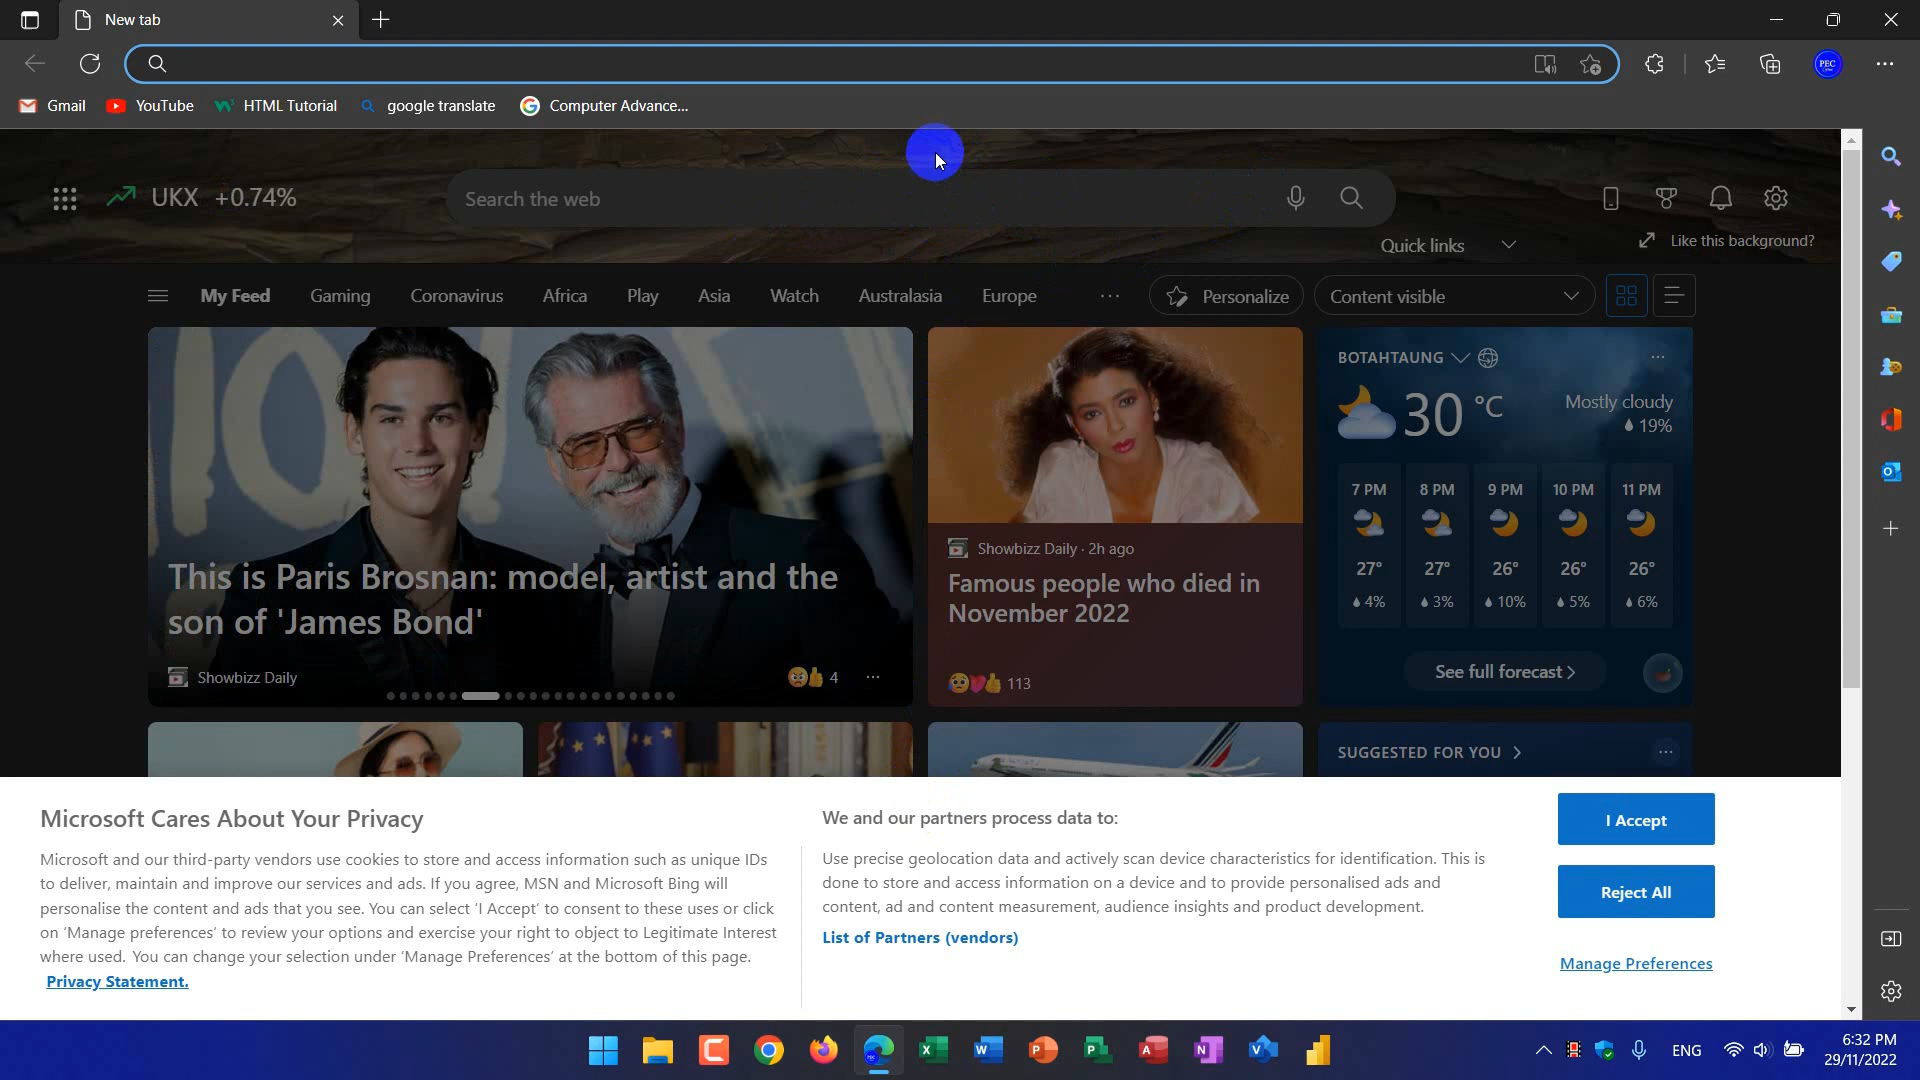 New tab
PEC
Gmail
YouTube
HTML Tutorial
google translate
Computer Advance...
UKX +0.74%
Search the web
Quick links
Like this background?
My Feed
Gaming
Coronavirus
Africa
Play
Asia
Watch
Australasia
Europe
Personalize
Content visible
This is Paris Brosnan: model, artist and the
son of 'James Bond'
Showbizz Daily
4
Showbizz Daily · 2h ago
Famous people who died in
November 2022
113
BOTAHTAUNG
30 °C
Mostly cloudy
19%
7 PM 8 PM 9 PM 10 PM 11 PM
27° 27° 26° 26° 26°
4% 3% 10% 5% 6%
See full forecast
SUGGESTED FOR YOU
Microsoft Cares About Your Privacy
Microsoft and our third-party vendors use cookies to store and access information such as unique IDs
to deliver, maintain and improve our services and ads. If you agree, MSN and Microsoft Bing will
personalise the content and ads that you see. You can select 'I Accept' to consent to these uses or click
on 'Manage preferences' to review your options and exercise your right to object to Legitimate Interest
where used. You can change your selection under 'Manage Preferences' at the bottom of this page.
Privacy Statement.
We and our partners process data to:
Use precise geolocation data and actively scan device characteristics for identification. This is
done to store and access information on a device and to provide personalised ads and
content, ad and content measurement, audience insights and product development.
List of Partners (vendors)
I Accept
Reject All
Manage Preferences
ENG
6:32 PM
29/11/2022